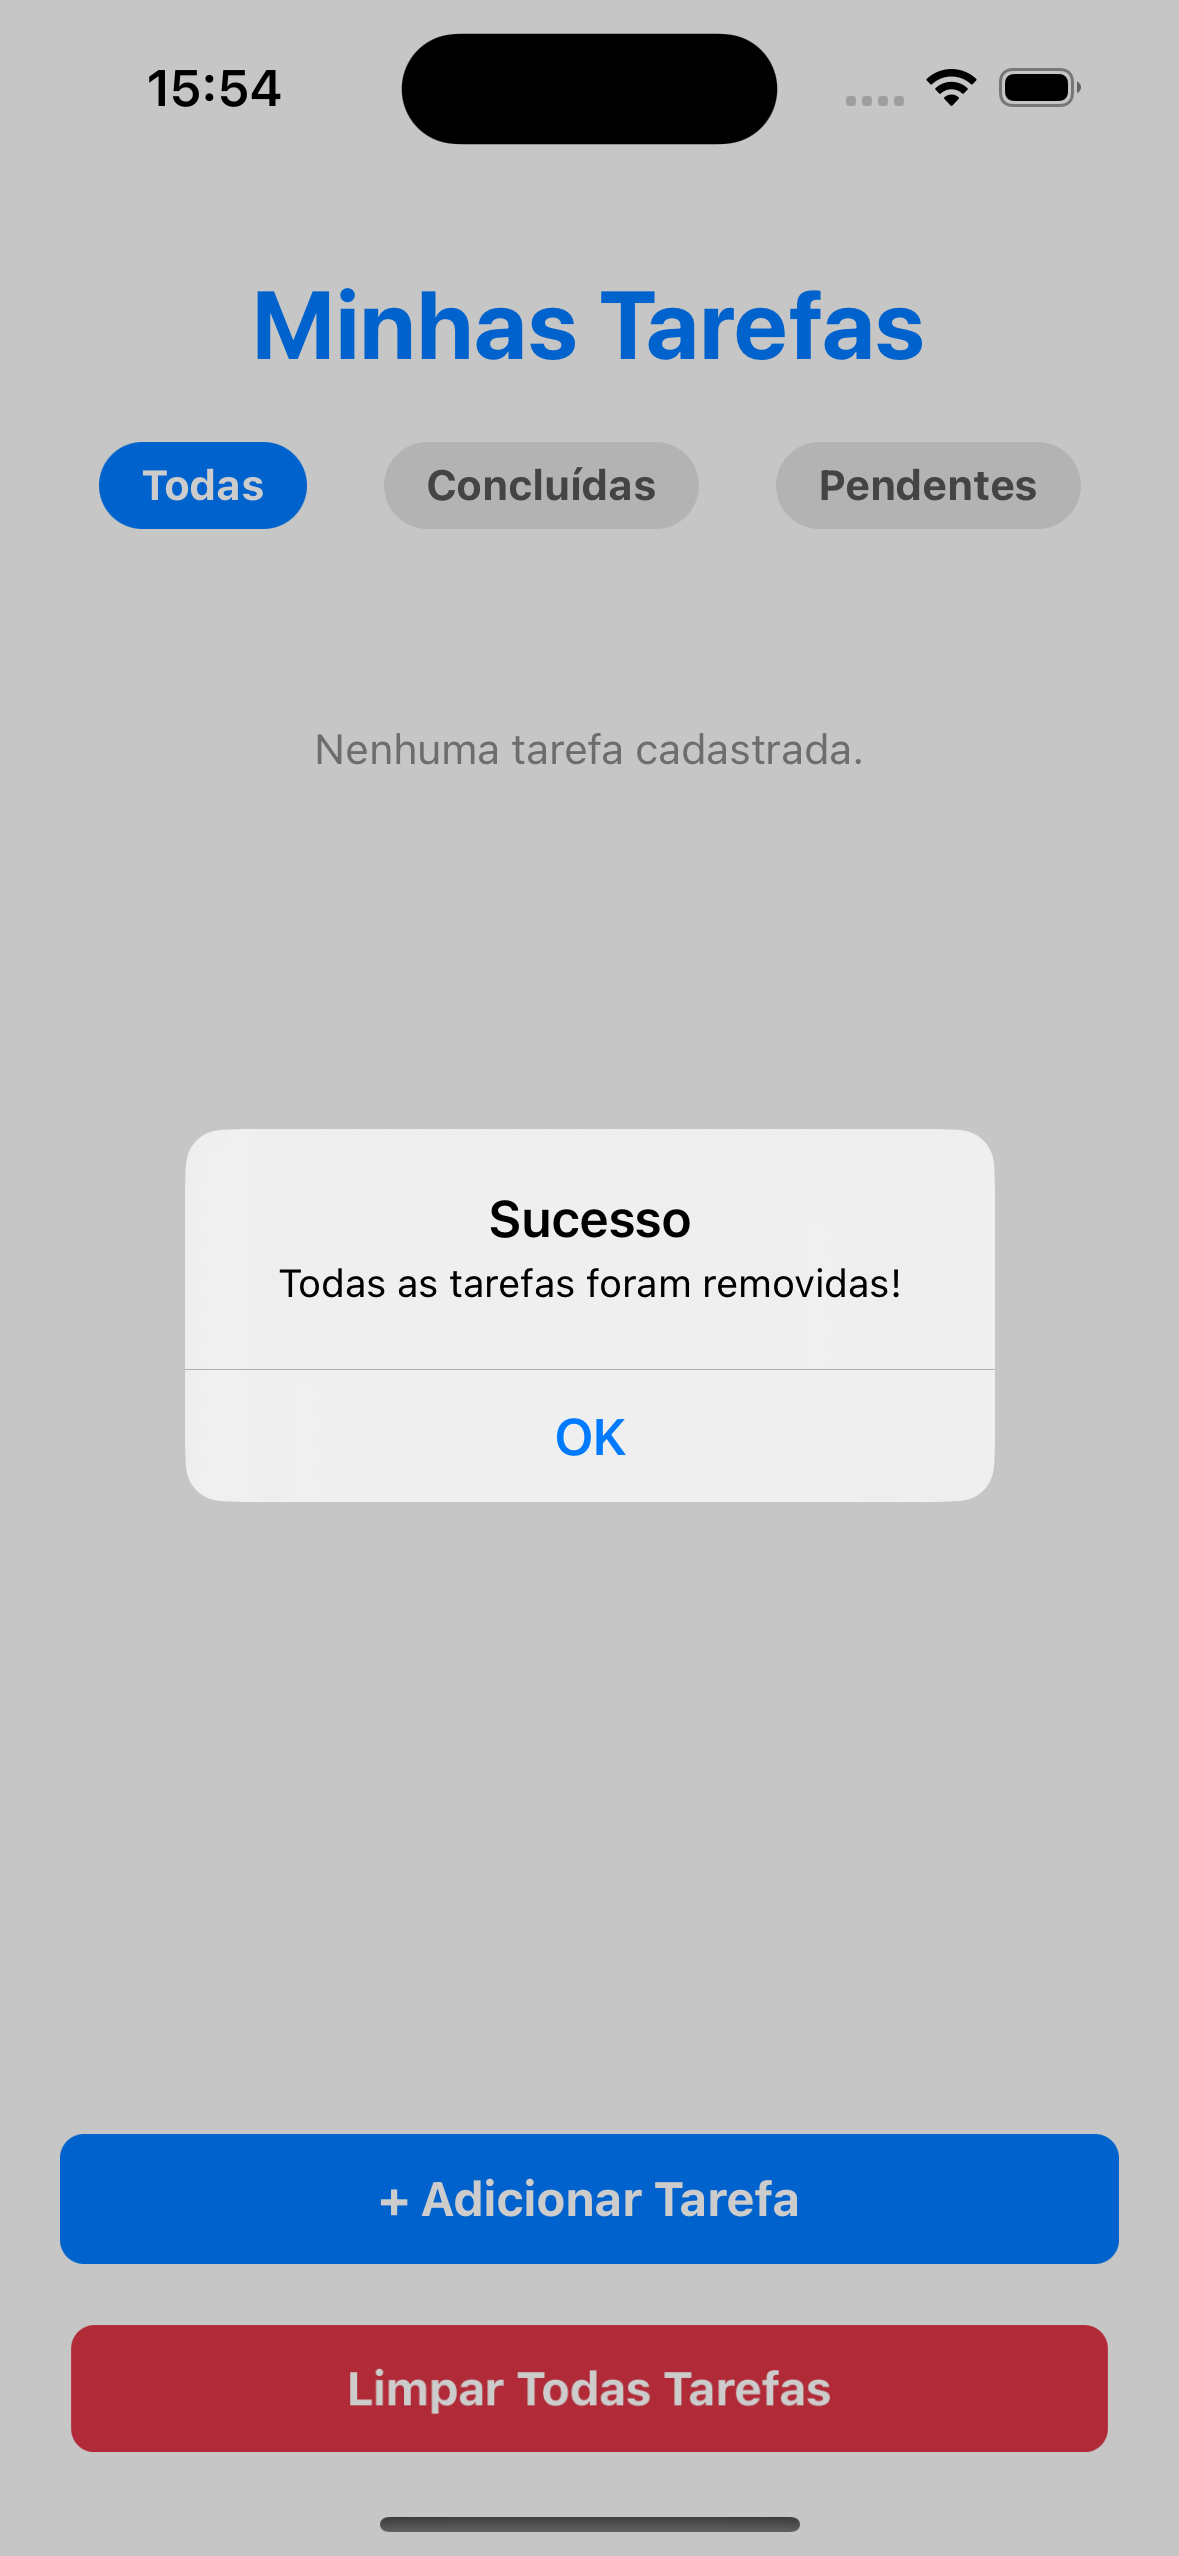 15:54
Minhas Tarefas
Todas Concluídas Pendentes
Nenhuma tarefa cadastrada.
Sucesso
Todas as tarefas foram removidas!
OK
+ Adicionar Tarefa
Limpar Todas Tarefas